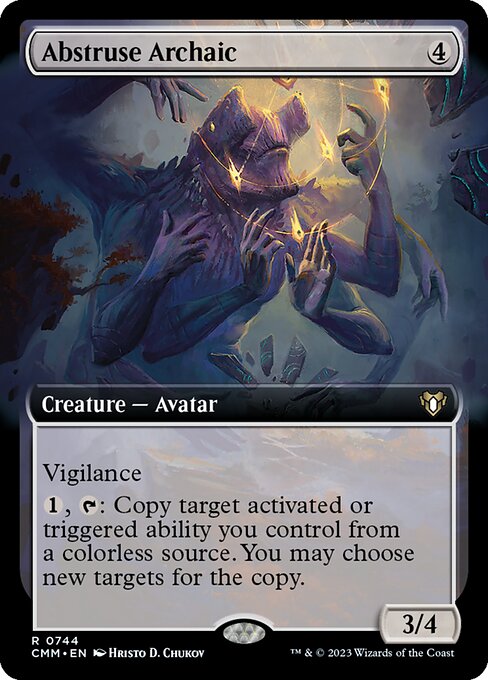 Abstruse Archaic 4
Creature — Avatar
Vigilance
1, T: Copy target activated or
triggered ability you control from
a colorless source. You may choose
new targets for the copy.
3/4
R 0744
CMM • EN Hristo D. Chukov
™ & © 2023 Wizards of the Coast